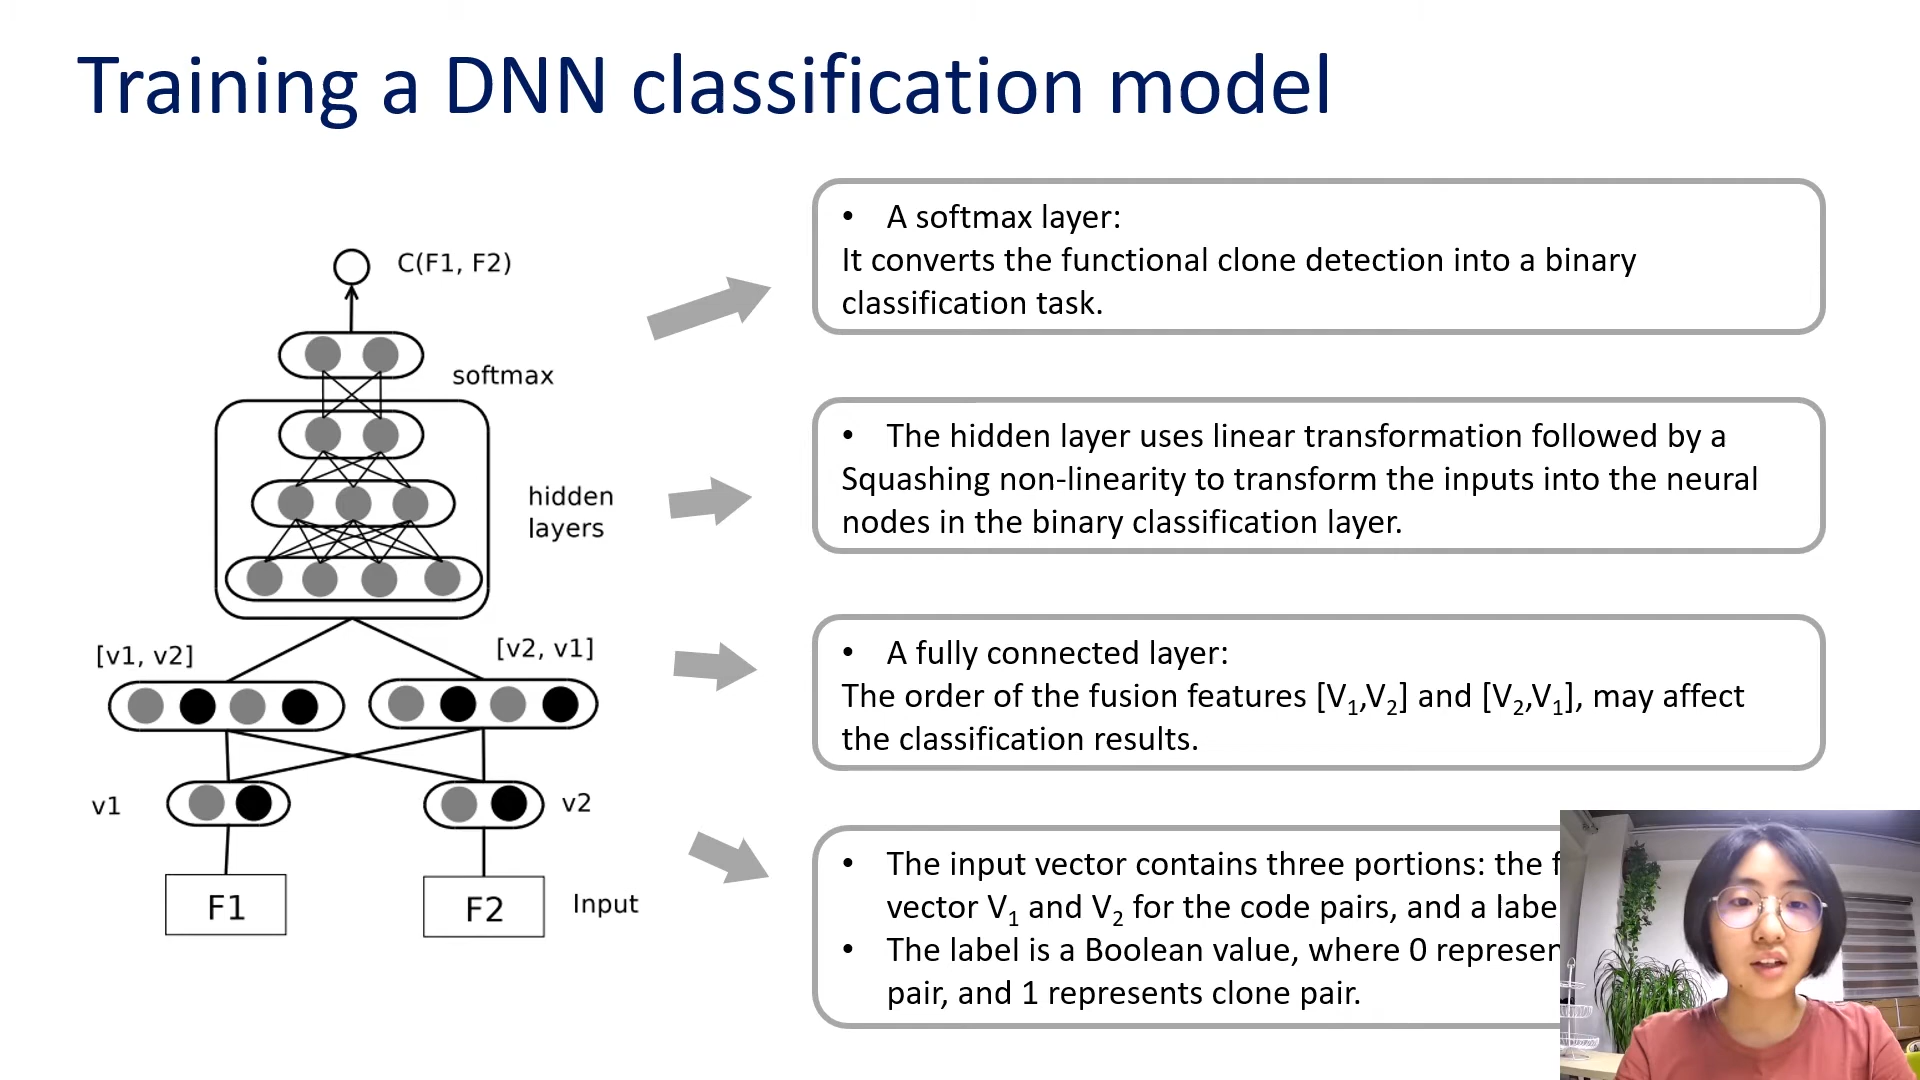 Training a DNN classification model
C(F1, F2)
softmax
hidden
layers
[v1, v2]
[v2, v1]
v1
v2
F1
F2
Input
• A softmax layer:
It converts the functional clone detection into a binary
classification task.
• The hidden layer uses linear transformation followed by a
Squashing non-linearity to transform the inputs into the neural
nodes in the binary classification layer.
• A fully connected layer:
The order of the fusion features [V1,V2] and [V2,V1], may affect
the classification results.
• The input vector contains three portions: the
vector V1 and V2 for the code pairs, and a
• The label is a Boolean value, where 0
pair, and 1 represents clone pair.